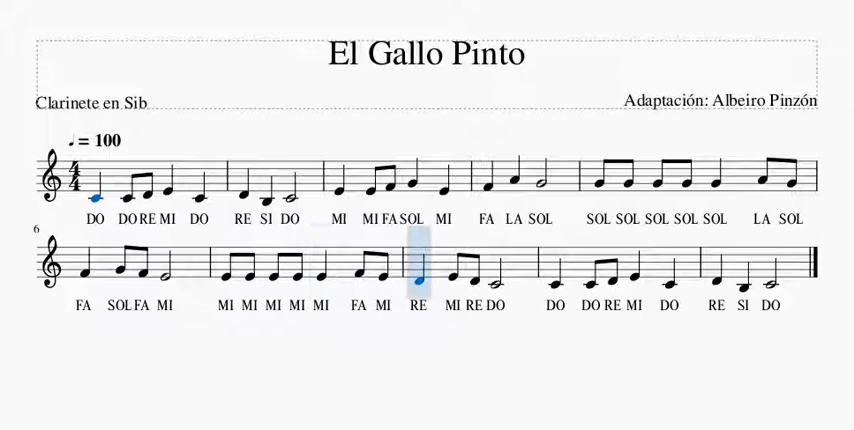 El Gallo Pinto
Clarinete en Sib
Adaptación: Albeiro Pinzón
♩ = 100
4
4
DO DO RE MI DO RE SI DO MI MI FA SOL MI FA LA SOL SOL SOL SOL SOL SOL LA SOL
6
FA SOL FA MI MI MI MI MI MI FA MI RE MI RE DO DO DO RE MI DO RE SI DO